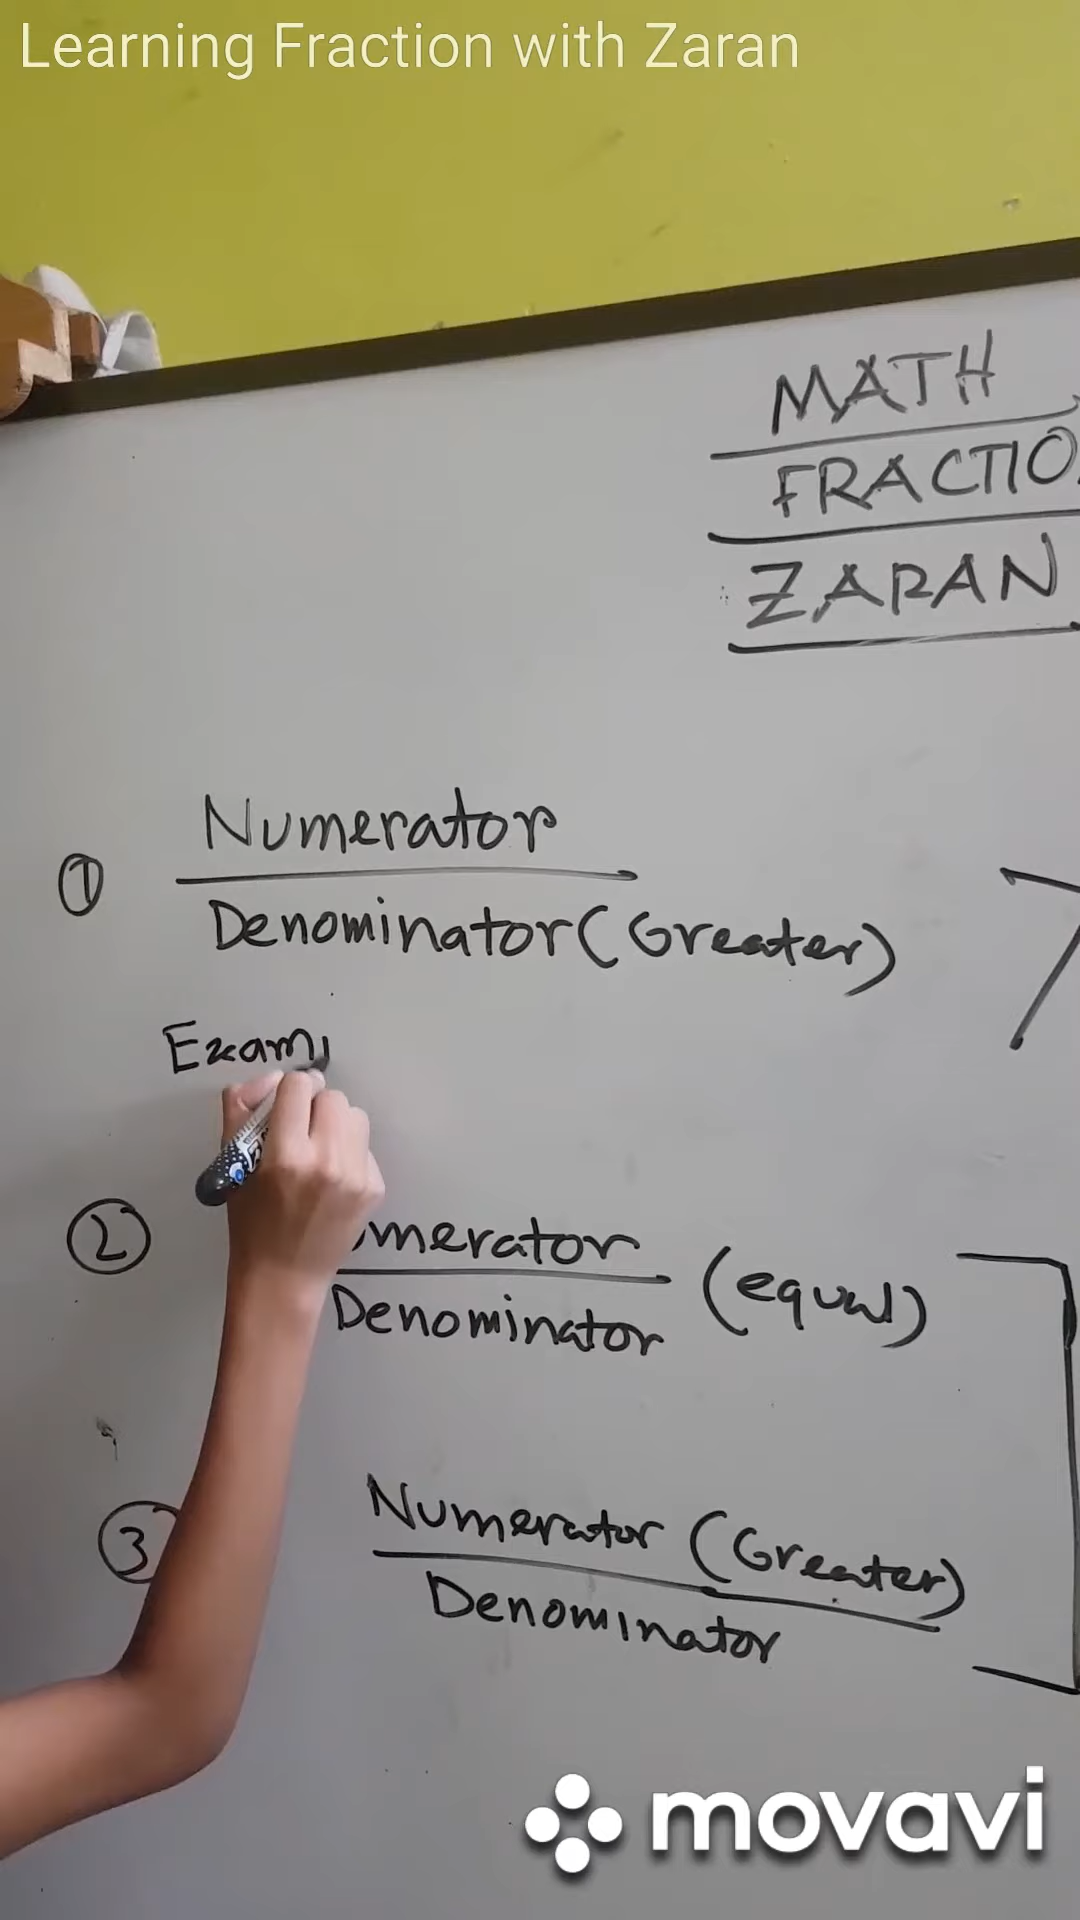 Learning Fraction with Zaran
MATH
FRACTIO
ZARAN
① Numerator
Denominator (Greater)
Exam
② merator
Denominator (equal)
③ Numerator (Greater)
Denominator
movavi